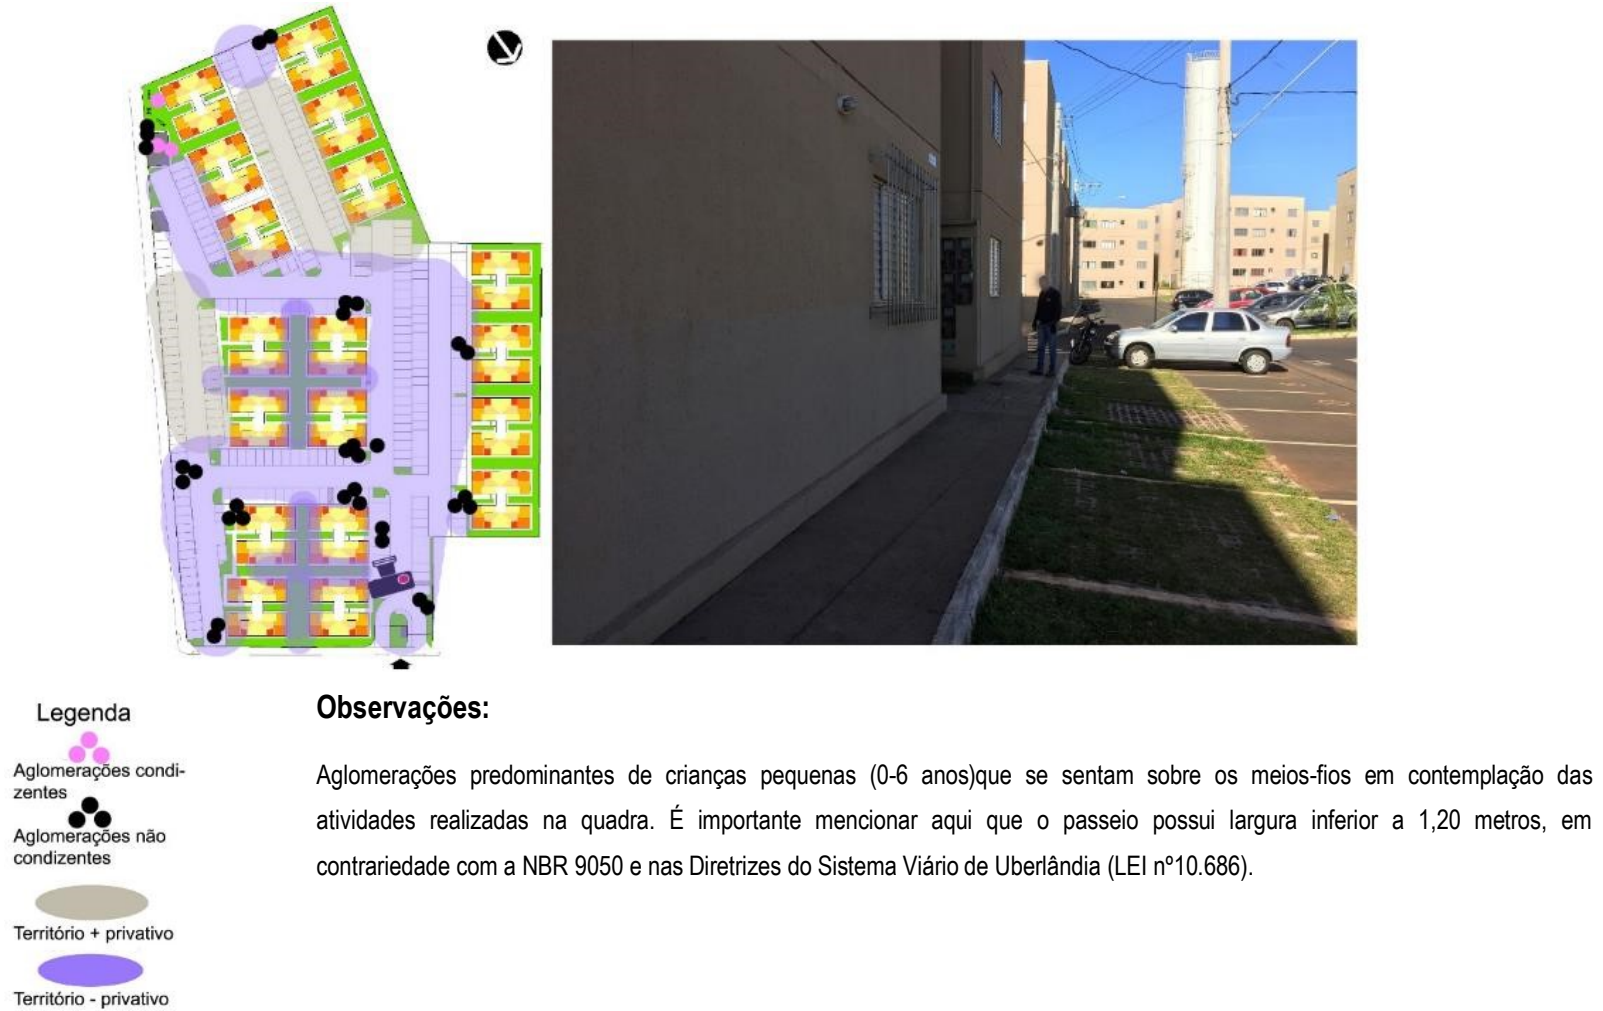 Legenda
Aglomerações condi-
zentes
Aglomerações não
condizentes
Território + privativo
Território - privativo
Observações:
Aglomerações predominantes de crianças pequenas (0-6 anos)que se sentam sobre os meios-fios em contemplação das
atividades realizadas na quadra. É importante mencionar aqui que o passeio possui largura inferior a 1,20 metros, em
contrariedade com a NBR 9050 e nas Diretrizes do Sistema Viário de Uberlândia (LEI nº10.686).